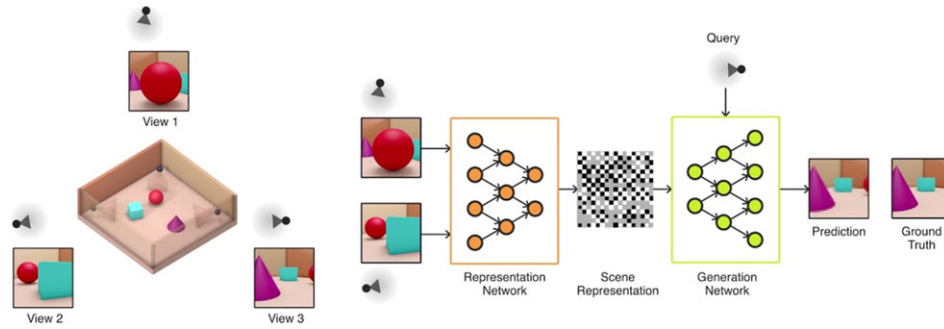 View 1
View 2
View 3
Query
Representation
Network
Scene
Representation
Generation
Network
Prediction
Ground
Truth